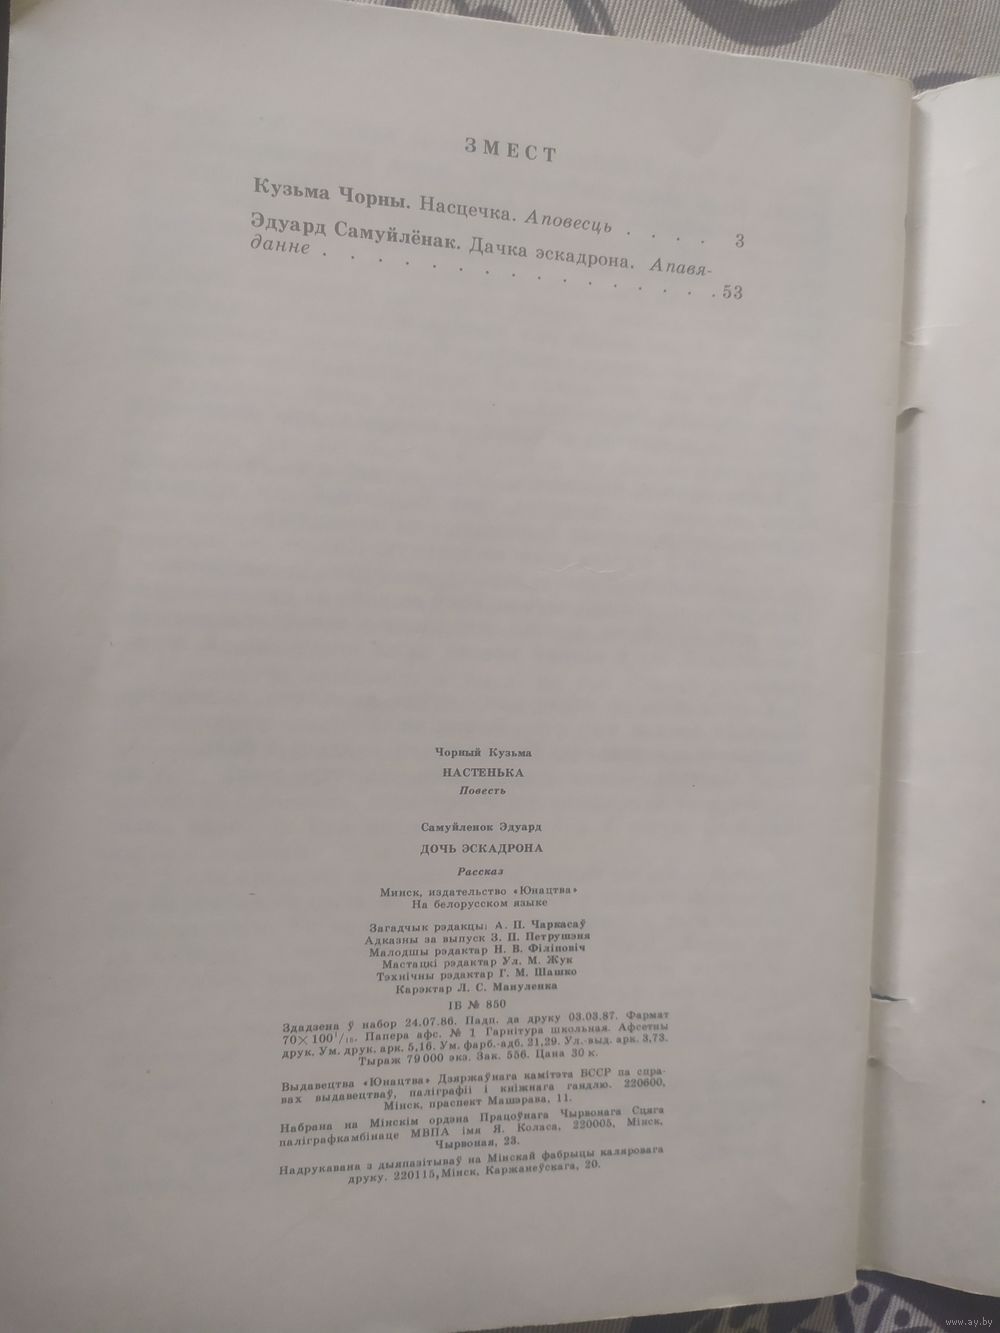 ЗМЕСТ
Кузьма Чорны. Насцечка. Аповесць . . . . 3
Эдуард Самуйлёнак. Дачка эскадрона. Апавя-
данне . . . . . . . . . . . . . . . . 53
Чорный Кузьма
НАСТЕНЬКА
Повесть
Самуйленок Эдуард
ДОЧЬ ЭСКАДРОНА
Рассказ
Минск, издательство «Юнацтва»
На белорусском языке
Загадчык рэдакцыі А. П. Чаркасаў
Адказны за выпуск З. П. Петрушэня
Малодшы рэдактар Н. В. Філіповіч
Мастацкі рэдактар Ул. М. Жук
Тэхнічны рэдактар Г. М. Шашко
Карэктар Л. С. Мануленка
ІБ № 850
Здадзена ў набор 24.07.86. Падп. да друку 03.03.87. Фармат
70×100¹/₁₆. Папера афс. № 1 Гарнітура школьная. Афсетны
друк. Ум. друк. арк. 5,16. Ум. фарб.-адб. 21,29. Ул.-выд. арк. 3,73.
Тыраж 79 000 экз. Зак. 556. Цана 30 к.
Выдавецтва «Юнацтва» Дзяржаўнага камітэта БССР па спра-
вах выдавецтваў, паліграфіі і кніжнага гандлю. 220600,
Мінск, праспект Машэрава, 11.
Набрана на Мінскім ордэна Працоўнага Чырвонага Сцяга
паліграфкамбінаце МВПА імя Я. Коласа, 220005, Мінск,
Чырвоная, 23.
Надрукавана з дыяпазітываў на Мінскай фабрыцы каляровага
друку. 220115, Мінск, Каржанеўскага, 20.
www.ay.by